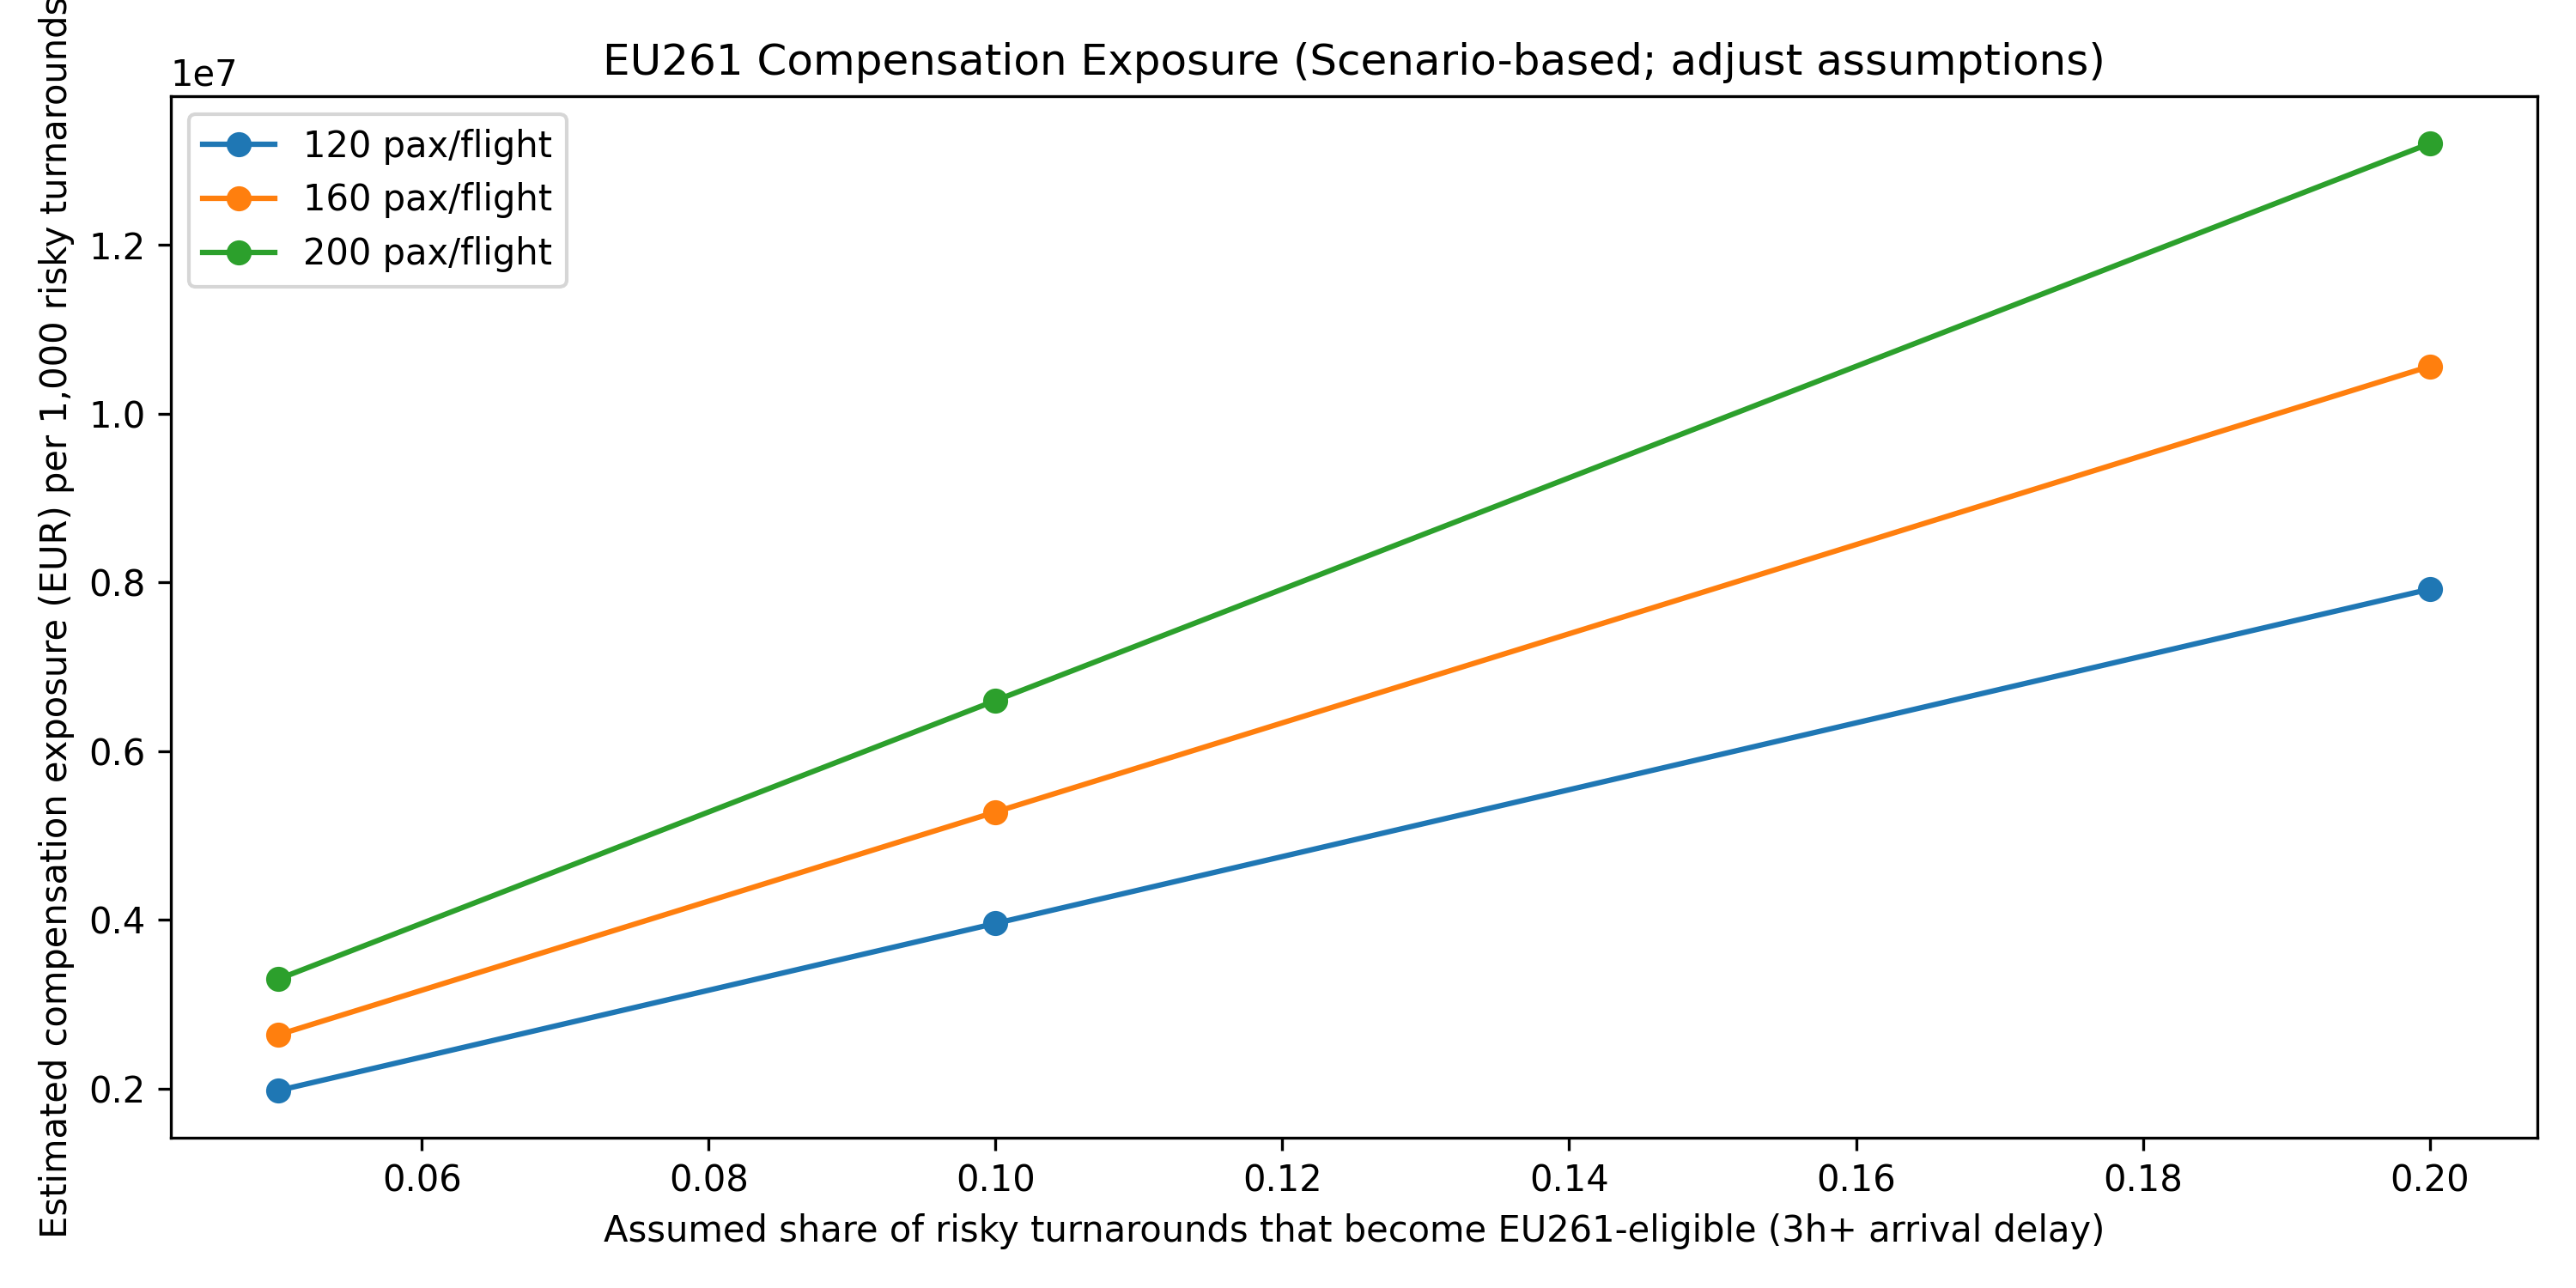 EU261 Compensation Exposure (Scenario-based; adjust assumptions)
1e7
120 pax/flight
160 pax/flight
200 pax/flight
Estimated compensation exposure (EUR) per 1,000 risky turnarounds
1.2
1.0
0.8
0.6
0.4
0.2
0.06 0.08 0.10 0.12 0.14 0.16 0.18 0.20
Assumed share of risky turnarounds that become EU261-eligible (3h+ arrival delay)